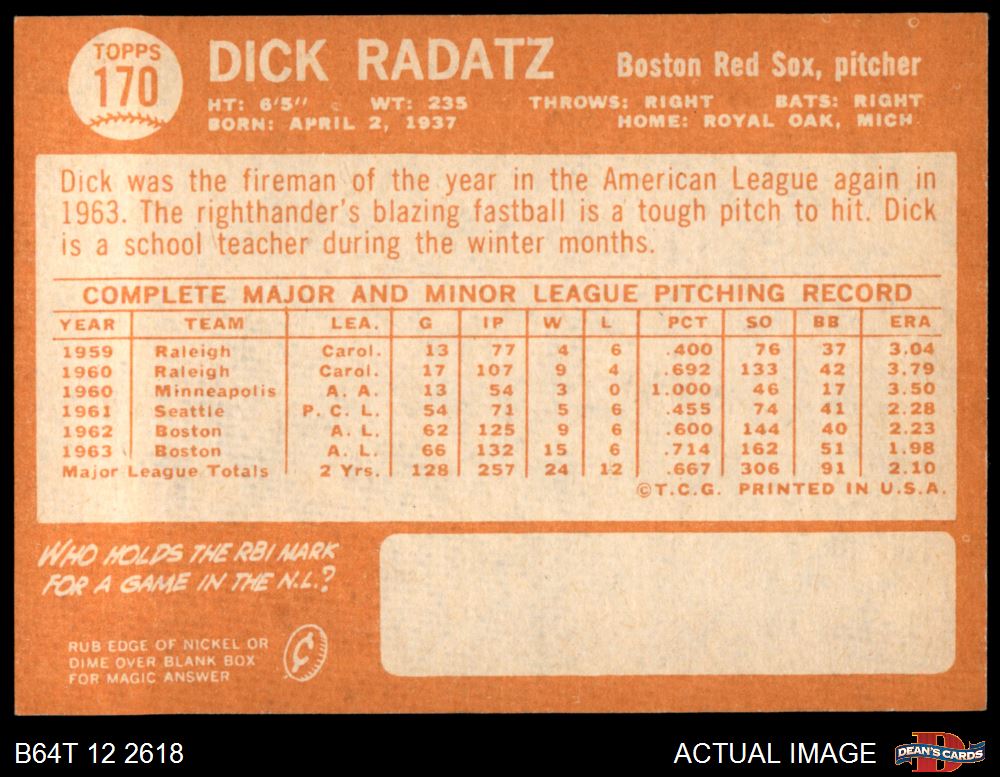 TOPPS
170
DICK RADATZ
Boston Red Sox, pitcher
HT: 6'5" WT: 235 THROWS: RIGHT BATS: RIGHT
BORN: APRIL 2, 1937 HOME: ROYAL OAK, MICH.
Dick was the fireman of the year in the American League again in
1963. The righthander's blazing fastball is a tough pitch to hit. Dick
is a school teacher during the winter months.
COMPLETE MAJOR AND MINOR LEAGUE PITCHING RECORD
YEAR TEAM LEA. G IP W L PCT SO BB ERA
1959 Raleigh Carol. 13 77 4 6 .400 76 37 3.04
1960 Raleigh Carol. 17 107 9 4 .692 133 42 3.79
1960 Minneapolis A. A. 13 54 3 0 1.000 46 17 3.50
1961 Seattle P. C. L. 54 71 5 6 .455 74 41 2.28
1962 Boston A. L. 62 125 9 6 .600 144 40 2.23
1963 Boston A. L. 66 132 15 6 .714 162 51 1.98
Major League Totals 2 Yrs. 128 257 24 12 .667 306 91 2.10
©T.C.G. PRINTED IN U.S.A.
WHO HOLDS THE RBI MARK
FOR A GAME IN THE N.L.?
RUB EDGE OF NICKEL OR
DIME OVER BLANK BOX
FOR MAGIC ANSWER
¢
B64T 12 2618
ACTUAL IMAGE
DEAN'S CARDS